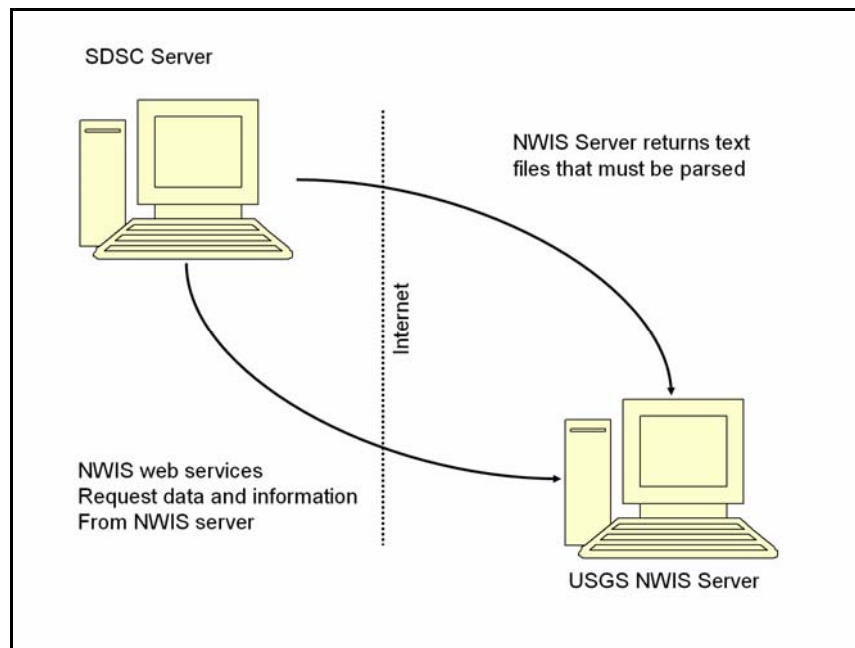 SDSC Server
NWIS Server returns text
files that must be parsed
Internet
NWIS web services
Request data and information
From NWIS server
USGS NWIS Server